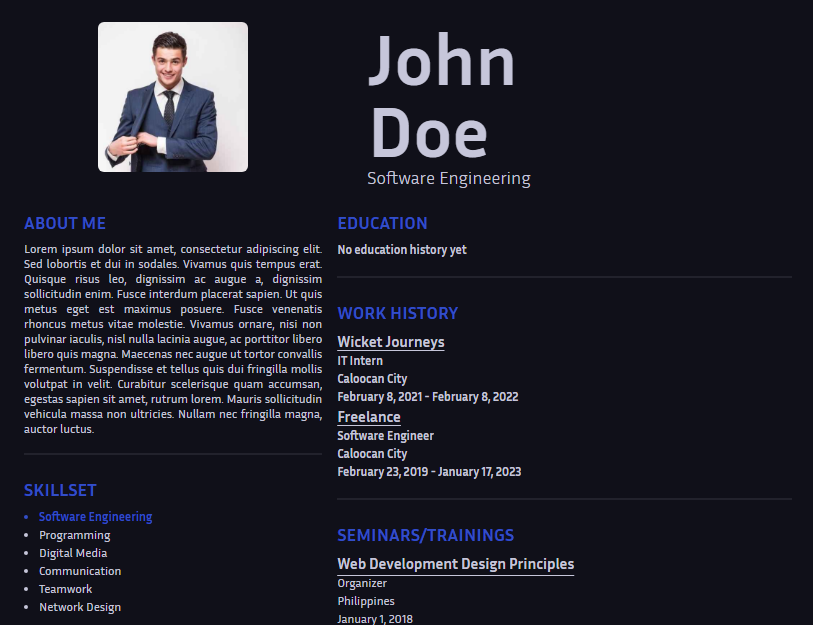 John
Doe
Software Engineering
ABOUT ME
Lorem ipsum dolor sit amet, consectetur adipiscing elit.
Sed lobortis et dui in sodales. Vivamus quis tempus erat.
Quisque risus leo, dignissim ac augue a, dignissim
sollicitudin enim. Fusce interdum placerat sapien. Ut quis
metus eget est maximus posuere. Fusce venenatis
rhoncus metus vitae molestie. Vivamus ornare, nisi non
pulvinar iaculis, nisl nulla lacinia augue, ac porttitor libero
libero quis magna. Maecenas nec augue ut tortor convallis
fermentum. Suspendisse et tellus quis dui fringilla mollis
volutpat in velit. Curabitur scelerisque quam accumsan,
egestas sapien sit amet, rutrum lorem. Mauris sollicitudin
vehicula massa non ultricies. Nullam nec fringilla magna,
auctor luctus.
SKILLSET
• Software Engineering
• Programming
• Digital Media
• Communication
• Teamwork
• Network Design
EDUCATION
No education history yet
WORK HISTORY
Wicket Journeys
IT Intern
Caloocan City
February 8, 2021 - February 8, 2022
Freelance
Software Engineer
Caloocan City
February 23, 2019 - January 17, 2023
SEMINARS/TRAININGS
Web Development Design Principles
Organizer
Philippines
January 1, 2018